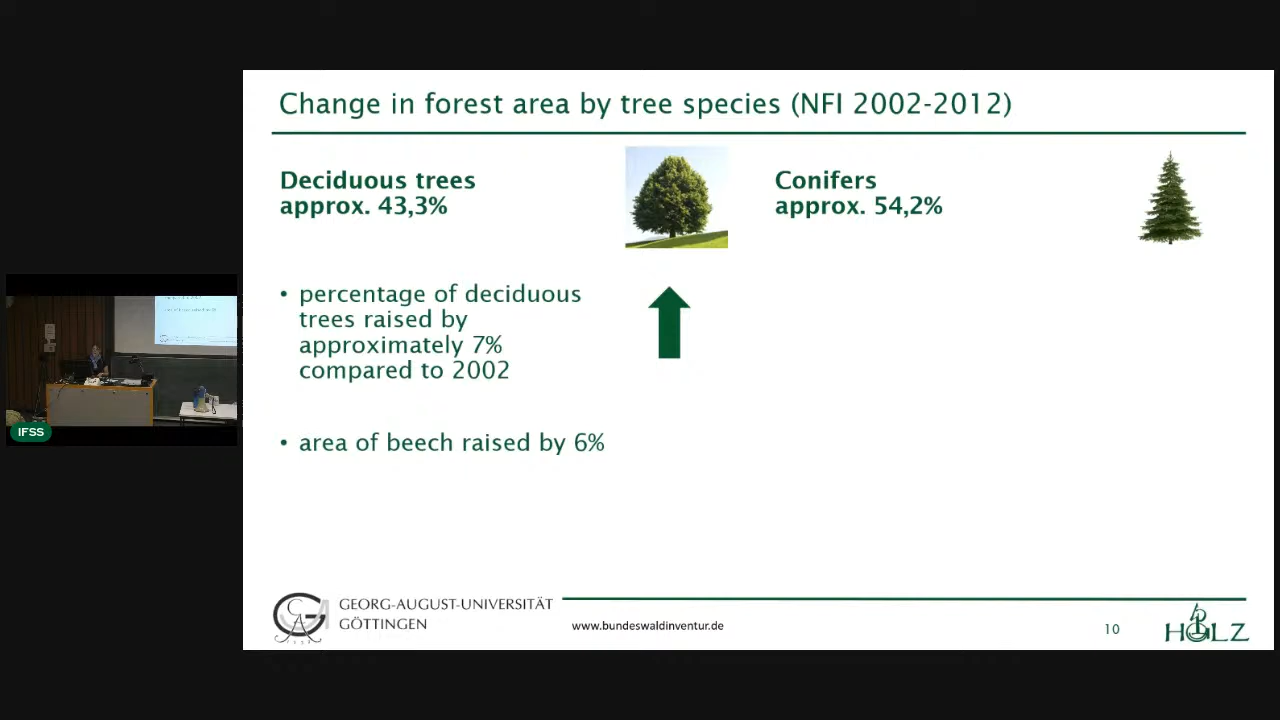 Change in forest area by tree species (NFI 2002-2012)
Deciduous trees
approx. 43,3%
Conifers
approx. 54,2%
• percentage of deciduous
trees raised by
approximately 7%
compared to 2002
• area of beech raised by 6%
IFSS
GEORG-AUGUST-UNIVERSITÄT
GÖTTINGEN
www.bundeswaldinventur.de
10
HOLZ